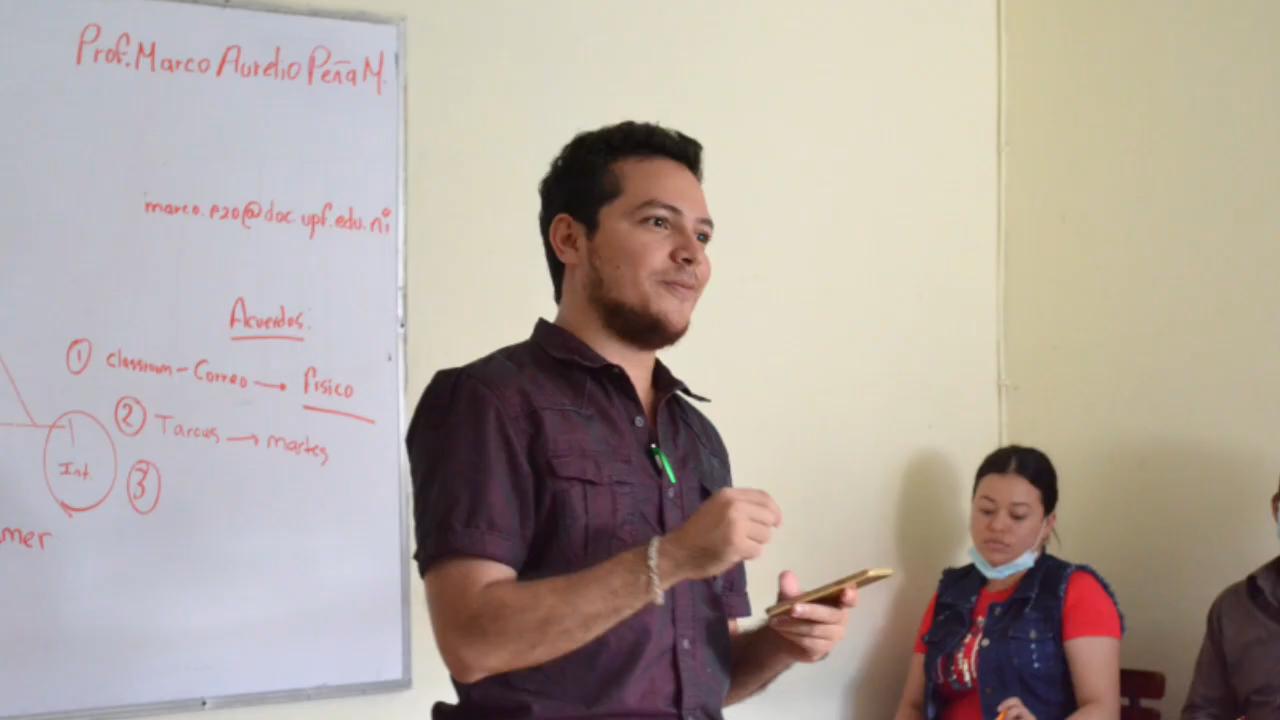 Prof. Marco Aurelio Peña M.
marco.p20@doc.upf.edu.ni
Acuerdos:
① Classroom - Correo → físico
② Tareas → martes
Int.
③
mer